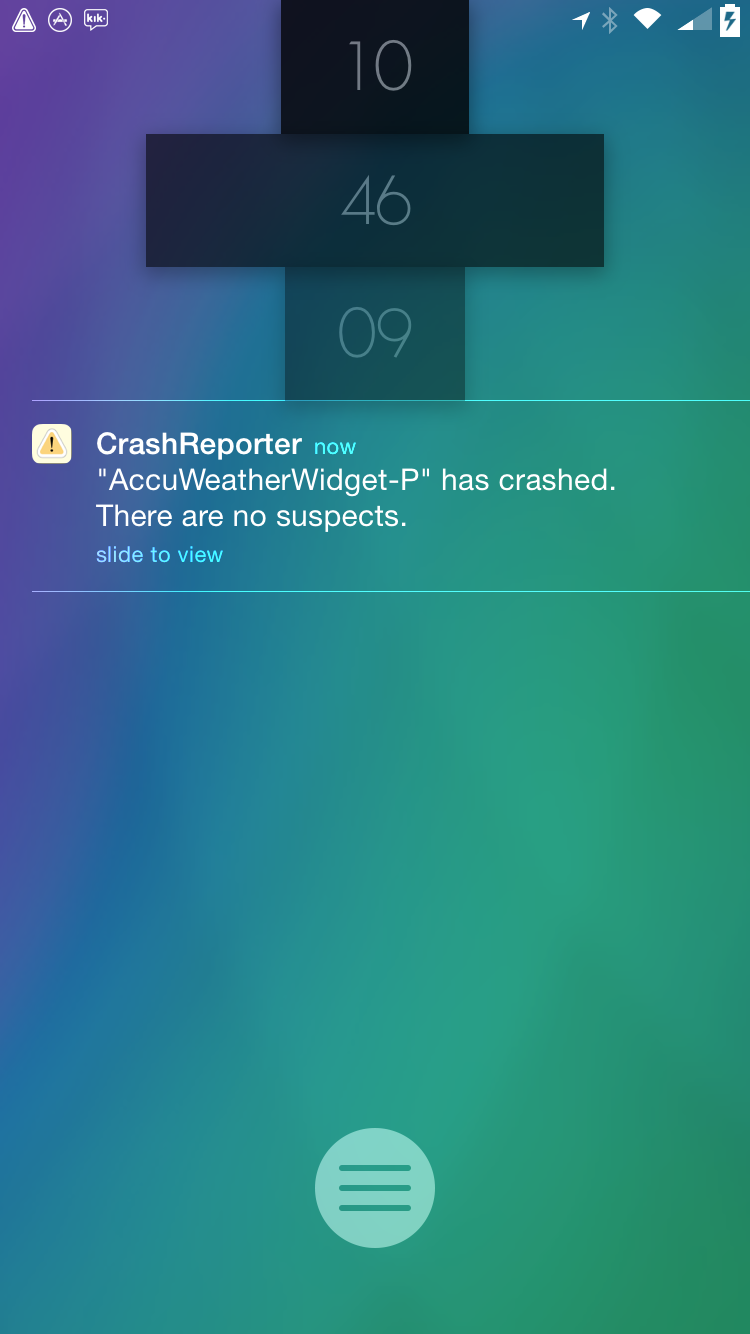 kik·
10
46
09
CrashReporter now
"AccuWeatherWidget-P" has crashed.
There are no suspects.
slide to view